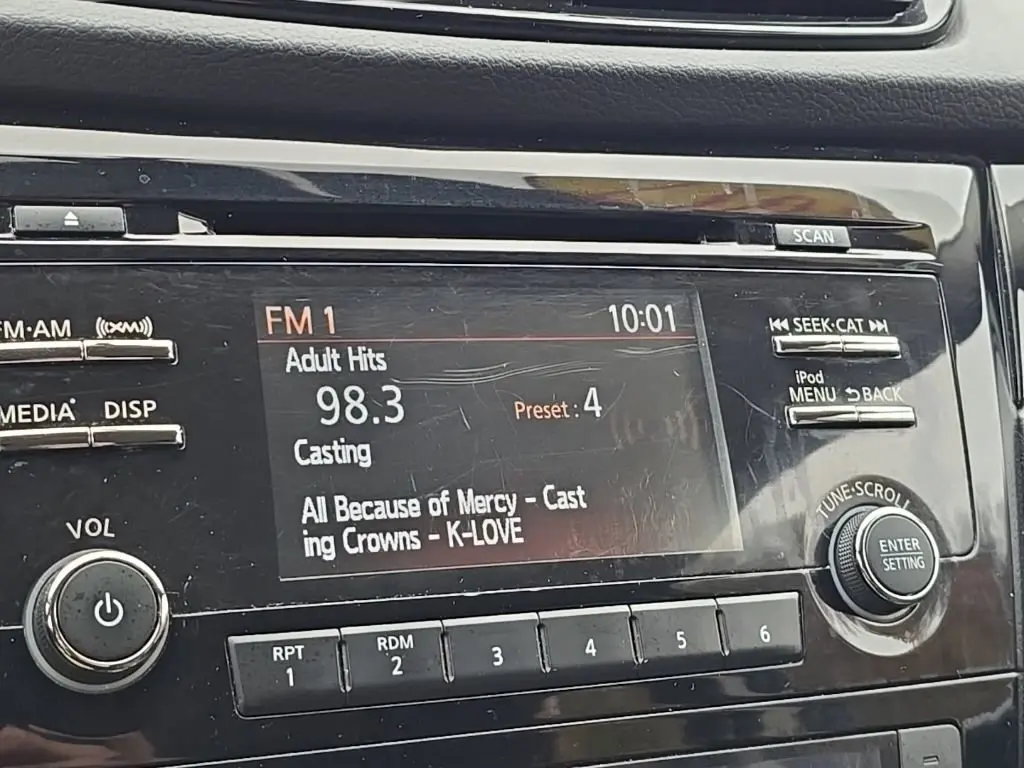 SCAN
FM 1 10:01
Adult Hits
98.3 Preset : 4
Casting
All Because of Mercy - Cast
ing Crowns - K-LOVE
FM·AM ((XM))
MEDIA DISP
VOL
SEEK·CAT
iPod
MENU BACK
TUNE·SCROLL
ENTER
SETTING
RPT RDM
1 2 3 4 5 6